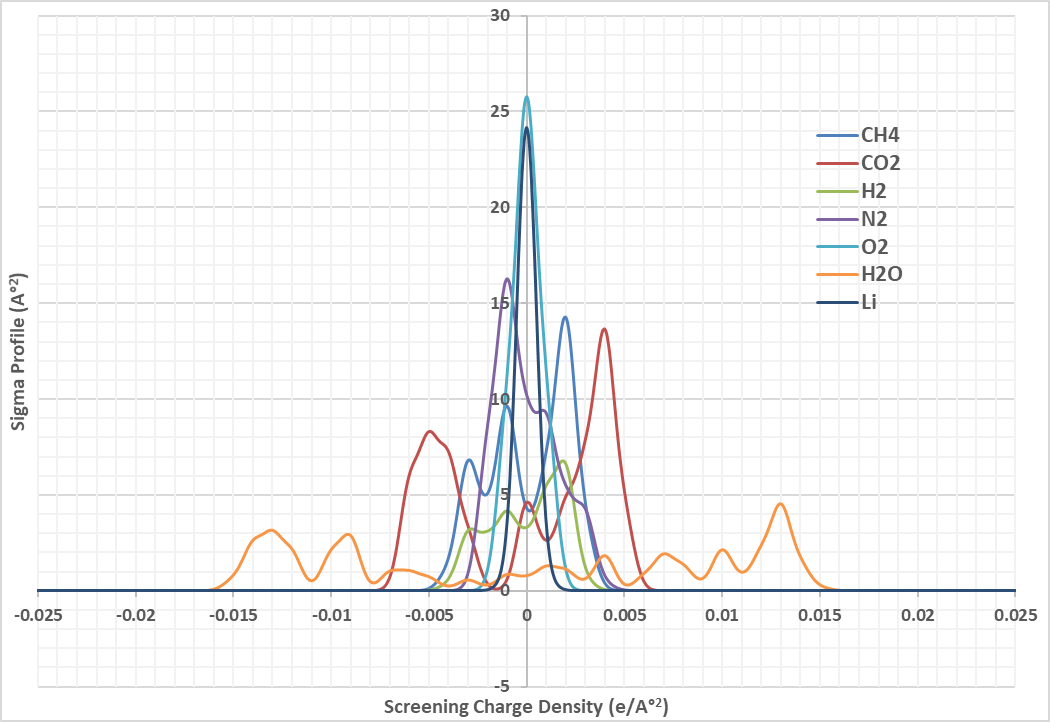 30
25
20
15
10
5
0
-5
-0.025 -0.02 -0.015 -0.01 -0.005 0 0.005 0.01 0.015 0.02 0.025
Sigma Profile (A°²)
Screening Charge Density (e/A°²)
CH4
CO2
H2
N2
O2
H2O
Li